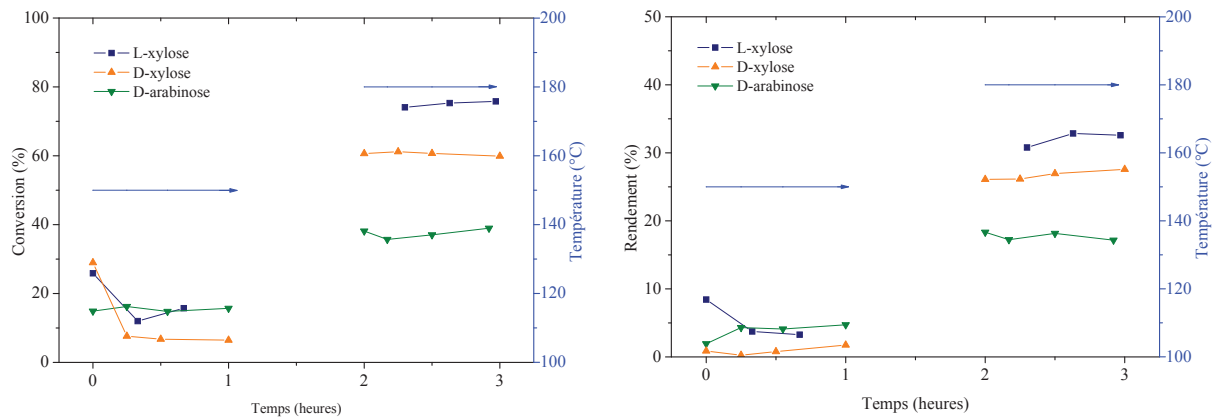 100
80
60
40
20
0
Conversion (%)
L-xylose
D-xylose
D-arabinose
200
180
160
140
120
100
Température (°C)
0
1
2
3
Temps (heures)
50
40
30
20
10
0
Rendement (%)
L-xylose
D-xylose
D-arabinose
200
180
160
140
120
100
Température (°C)
0
1
2
3
Temps (heures)